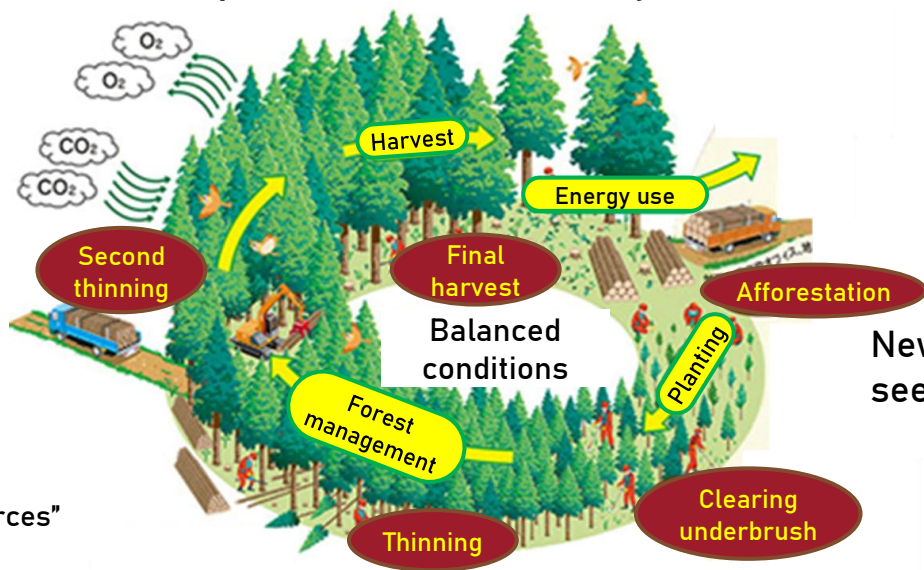 O₂
O₂
CO₂
CO₂
Harvest
Energy use
Second
thinning
Final
harvest
Afforestation
Balanced
conditions
Planting
New
see
Forest
management
Clearing
underbrush
Thinning
rces”